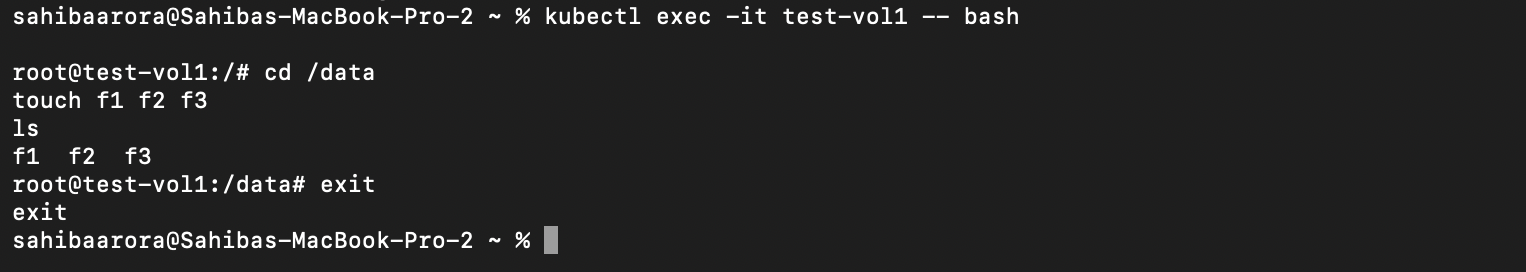 sahibaarora@Sahibas-MacBook-Pro-2 ~ % kubectl exec -it test-vol1 -- bash
root@test-vol1:/# cd /data
touch f1 f2 f3
ls
f1  f2  f3
root@test-vol1:/data# exit
exit
sahibaarora@Sahibas-MacBook-Pro-2 ~ %